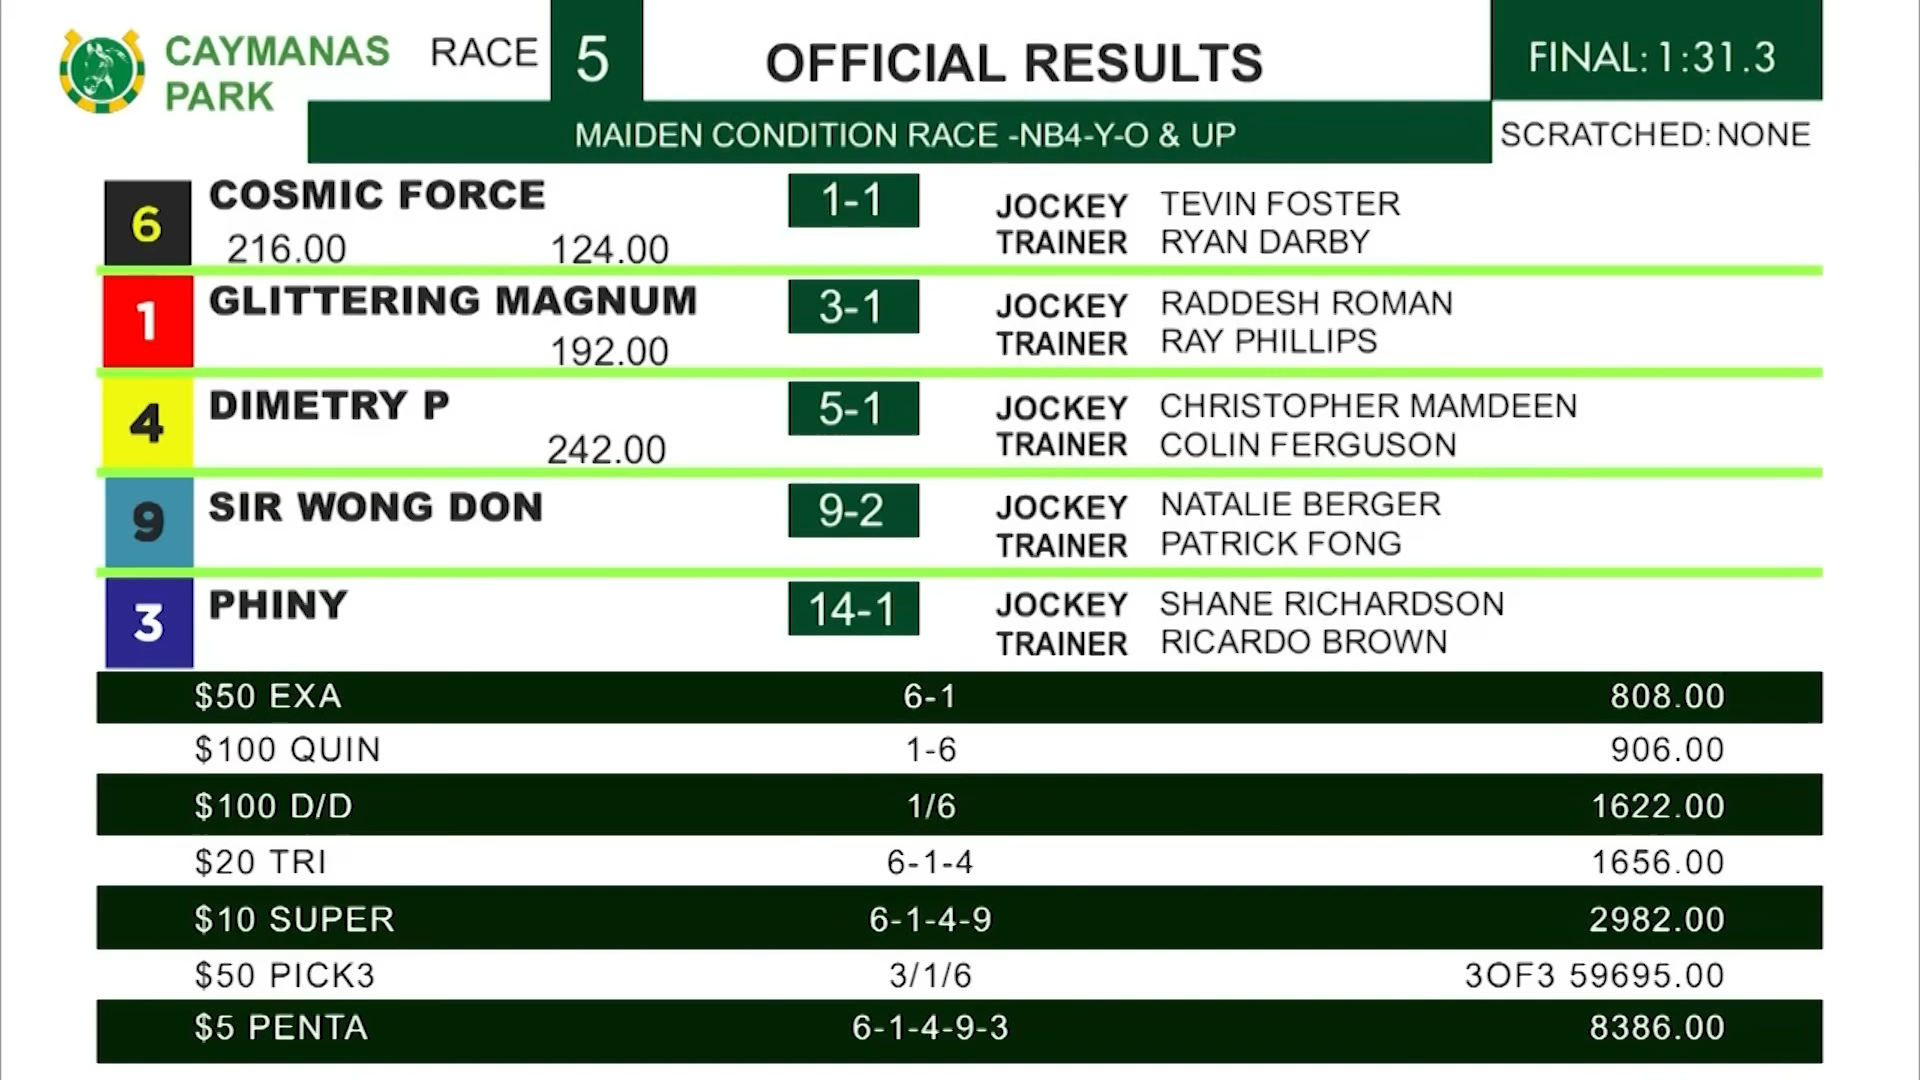 CAYMANAS
PARK
RACE 5
OFFICIAL RESULTS
FINAL: 1:31.3
MAIDEN CONDITION RACE -NB4-Y-O & UP
SCRATCHED: NONE
6 COSMIC FORCE 1-1 JOCKEY TEVIN FOSTER
216.00 124.00 TRAINER RYAN DARBY
1 GLITTERING MAGNUM 3-1 JOCKEY RADDESH ROMAN
192.00 TRAINER RAY PHILLIPS
4 DIMETRY P 5-1 JOCKEY CHRISTOPHER MAMDEEN
242.00 TRAINER COLIN FERGUSON
9 SIR WONG DON 9-2 JOCKEY NATALIE BERGER
TRAINER PATRICK FONG
3 PHINY 14-1 JOCKEY SHANE RICHARDSON
TRAINER RICARDO BROWN
$50 EXA 6-1 808.00
$100 QUIN 1-6 906.00
$100 D/D 1/6 1622.00
$20 TRI 6-1-4 1656.00
$10 SUPER 6-1-4-9 2982.00
$50 PICK3 3/1/6 3OF3 59695.00
$5 PENTA 6-1-4-9-3 8386.00